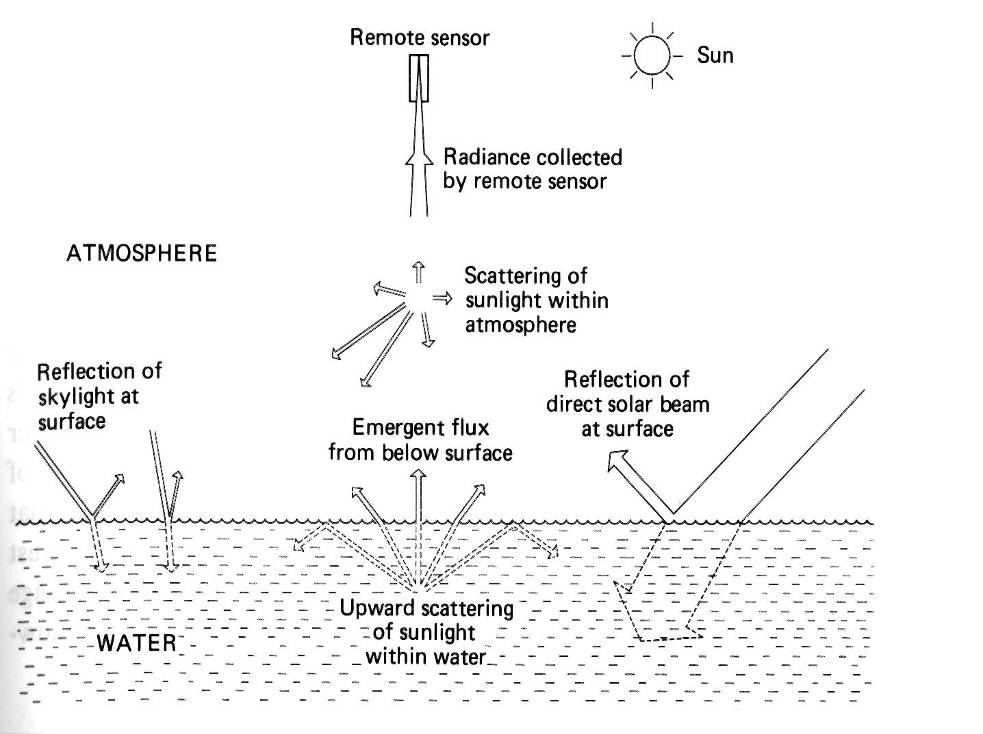 Remote sensor
Sun
Radiance collected
by remote sensor
ATMOSPHERE
Scattering of
sunlight within
atmosphere
Reflection of
skylight at
surface
Reflection of
direct solar beam
at surface
Emergent flux
from below surface
Upward scattering
of sunlight
within water
WATER